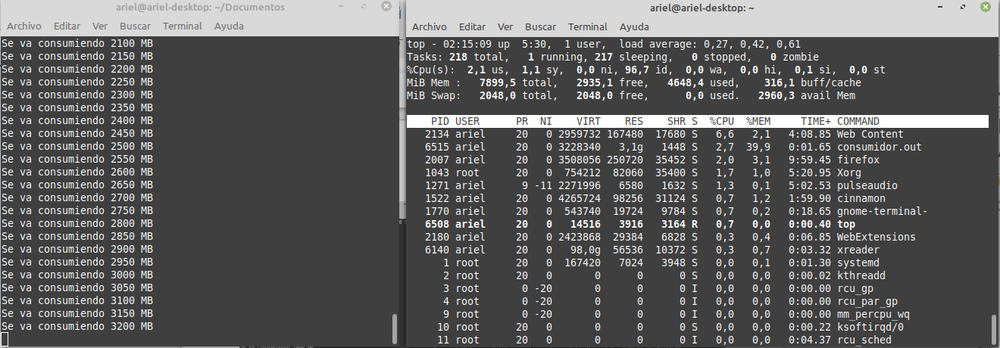 ariel@ariel-desktop: ~/Documentos
Archivo Editar Ver Buscar Terminal Ayuda
Se va consumiendo 2100 MB
Se va consumiendo 2150 MB
Se va consumiendo 2200 MB
Se va consumiendo 2250 MB
Se va consumiendo 2300 MB
Se va consumiendo 2350 MB
Se va consumiendo 2400 MB
Se va consumiendo 2450 MB
Se va consumiendo 2500 MB
Se va consumiendo 2550 MB
Se va consumiendo 2600 MB
Se va consumiendo 2650 MB
Se va consumiendo 2700 MB
Se va consumiendo 2750 MB
Se va consumiendo 2800 MB
Se va consumiendo 2850 MB
Se va consumiendo 2900 MB
Se va consumiendo 2950 MB
Se va consumiendo 3000 MB
Se va consumiendo 3050 MB
Se va consumiendo 3100 MB
Se va consumiendo 3150 MB
Se va consumiendo 3200 MB
ariel@ariel-desktop: ~
Archivo Editar Ver Buscar Terminal Ayuda
top - 02:15:09 up  5:30,  1 user,  load average: 0,27, 0,42, 0,61
Tasks: 218 total,   1 running, 217 sleeping,   0 stopped,   0 zombie
%Cpu(s):  2,1 us,  1,1 sy,  0,0 ni, 96,7 id,  0,0 wa,  0,0 hi,  0,1 si,  0,0 st
MiB Mem :   7899,5 total,   2935,1 free,   4648,4 used,    316,1 buff/cache
MiB Swap:   2048,0 total,   2048,0 free,      0,0 used.   2960,3 avail Mem
PID USER PR NI VIRT RES SHR S %CPU %MEM TIME+ COMMAND
2134 ariel 20 0 2959732 167480 17680 S 6,6 2,1 4:08.85 Web Content
6515 ariel 20 0 3228340 3,1g 1448 S 2,7 39,9 0:01.65 consumidor.out
2007 ariel 20 0 3508056 250720 35452 S 2,0 3,1 9:59.45 firefox
1043 root 20 0 754212 82060 35400 S 1,7 1,0 5:20.95 Xorg
1271 ariel 9 -11 2271996 6580 1632 S 1,3 0,1 5:02.53 pulseaudio
1522 ariel 20 0 4265724 98256 31124 S 0,7 1,2 1:59.90 cinnamon
1770 ariel 20 0 543740 19724 9784 S 0,7 0,2 0:18.65 gnome-terminal-
6508 ariel 20 0 14516 3916 3164 R 0,7 0,0 0:00.40 top
2180 ariel 20 0 2423868 29384 6828 S 0,3 0,4 0:06.85 WebExtensions
6140 ariel 20 0 98,0g 56536 10372 S 0,3 0,7 0:03.32 xreader
1 root 20 0 167420 7024 3948 S 0,0 0,1 0:01.30 systemd
2 root 20 0 0 0 0 S 0,0 0,0 0:00.02 kthreadd
3 root 0 -20 0 0 0 I 0,0 0,0 0:00.00 rcu_gp
4 root 0 -20 0 0 0 I 0,0 0,0 0:00.00 rcu_par_gp
9 root 0 -20 0 0 0 I 0,0 0,0 0:00.00 mm_percpu_wq
10 root 20 0 0 0 0 S 0,0 0,0 0:00.22 ksoftirqd/0
11 root 20 0 0 0 0 I 0,0 0,0 0:04.37 rcu_sched